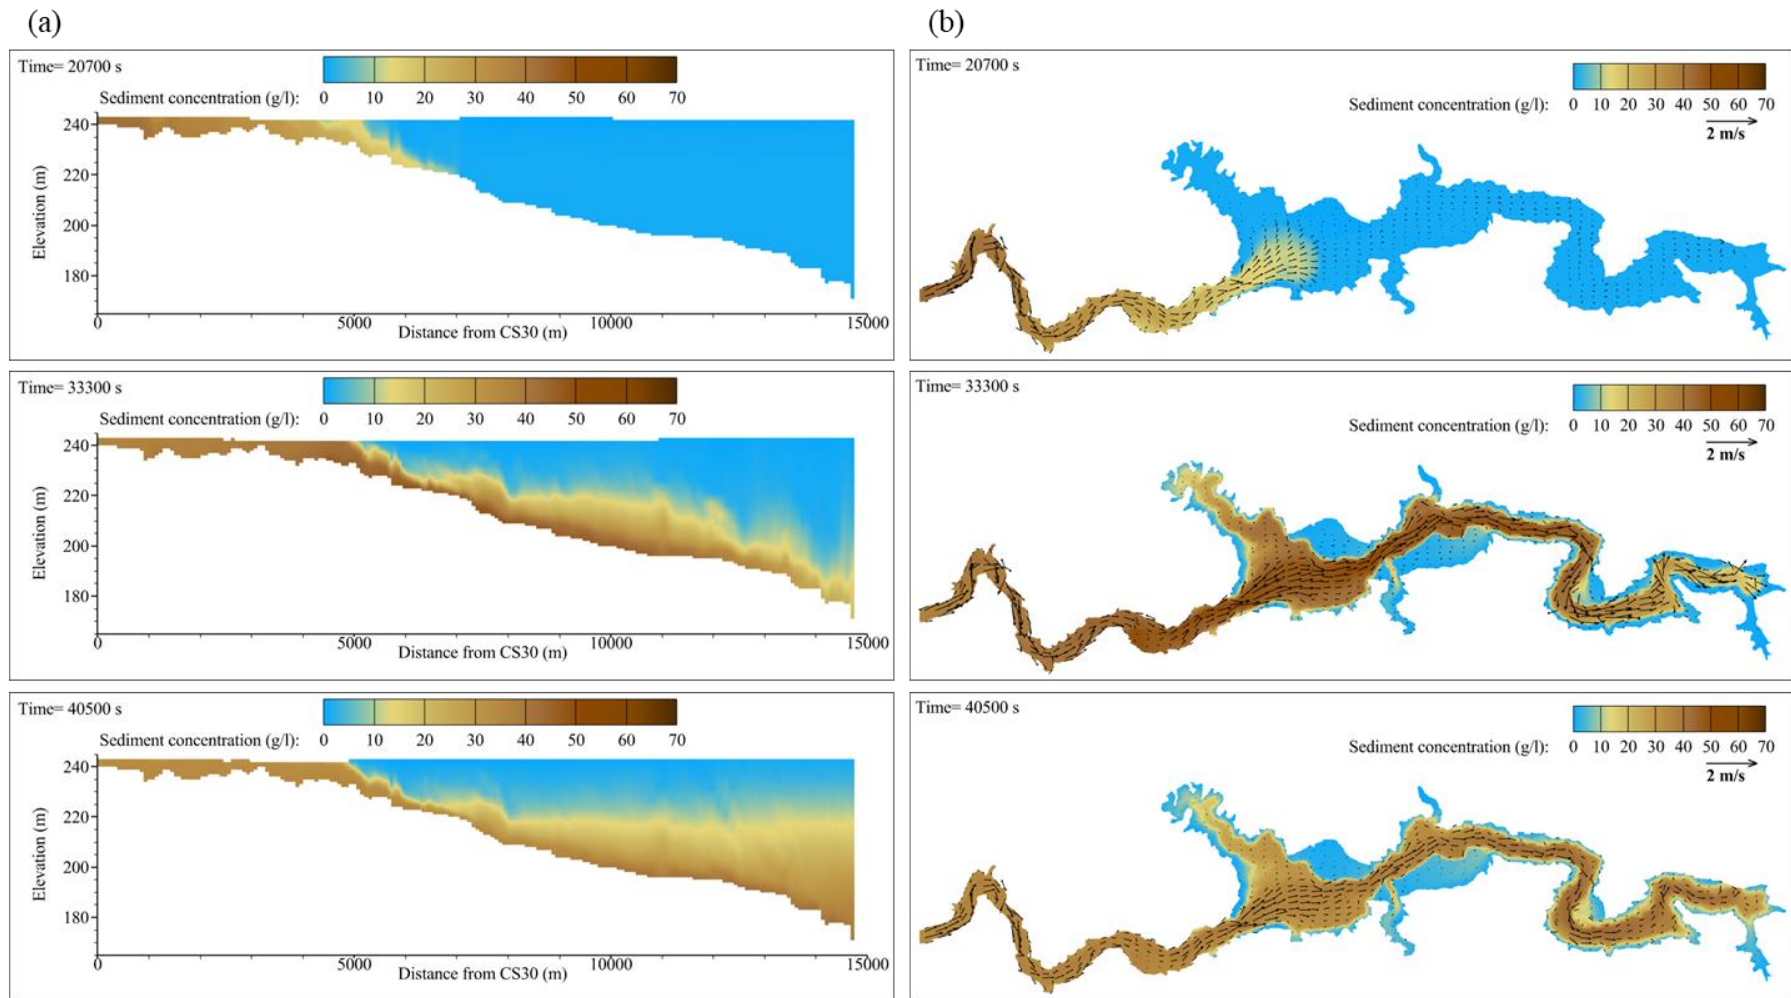 (a)
Time= 20700 s
Sediment concentration (g/l): 0 10 20 30 40 50 60 70
240
220
200
180
Elevation (m)
0 5000 10000 15000
Distance from CS30 (m)
Time= 33300 s
Sediment concentration (g/l): 0 10 20 30 40 50 60 70
240
220
200
180
Elevation (m)
0 5000 10000 15000
Distance from CS30 (m)
Time= 40500 s
Sediment concentration (g/l): 0 10 20 30 40 50 60 70
240
220
200
180
Elevation (m)
0 5000 10000 15000
Distance from CS30 (m)
(b)
Time= 20700 s
Sediment concentration (g/l): 0 10 20 30 40 50 60 70
2 m/s
Time= 33300 s
Sediment concentration (g/l): 0 10 20 30 40 50 60 70
2 m/s
Time= 40500 s
Sediment concentration (g/l): 0 10 20 30 40 50 60 70
2 m/s